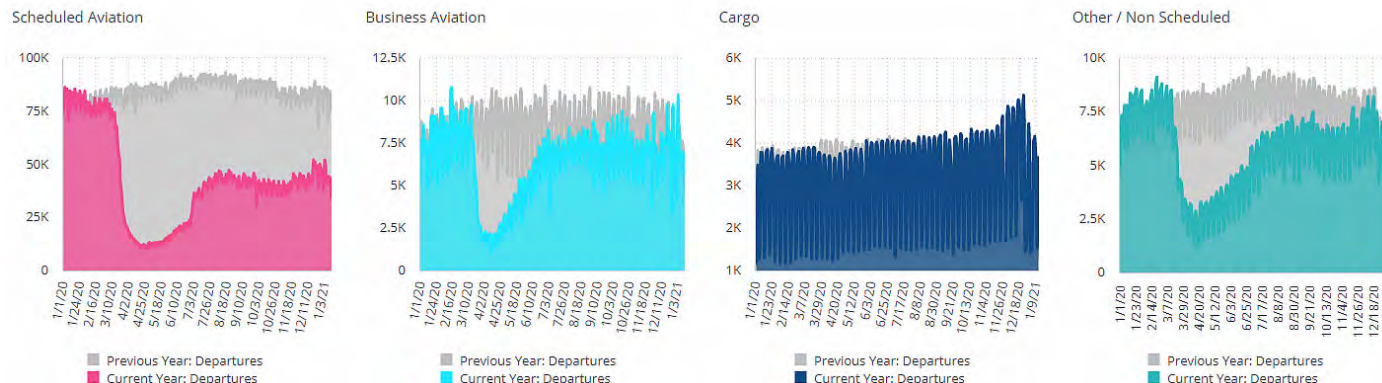 Scheduled Aviation
100K
75K
50K
25K
0
1/1/20
1/24/20
2/16/20
3/10/20
4/2/20
4/25/20
5/18/20
6/10/20
7/3/20
7/26/20
8/18/20
9/10/20
10/3/20
10/26/20
11/18/20
12/11/20
1/3/21
Previous Year: Departures
Current Year: Departures
Business Aviation
12.5K
10K
7.5K
5K
2.5K
0
1/1/20
1/24/20
2/16/20
3/10/20
4/2/20
4/25/20
5/18/20
6/10/20
7/3/20
7/26/20
8/18/20
9/10/20
10/3/20
10/26/20
11/18/20
12/11/20
1/3/21
Previous Year: Departures
Current Year: Departures
Cargo
6K
5K
4K
3K
2K
1K
1/1/20
1/23/20
2/14/20
3/7/20
3/29/20
4/20/20
5/12/20
6/3/20
6/25/20
7/17/20
8/8/20
8/30/20
9/21/20
10/13/20
11/4/20
11/26/20
12/18/20
1/9/21
Previous Year: Departures
Current Year: Departures
Other / Non Scheduled
10K
7.5K
5K
2.5K
0
1/1/20
1/23/20
2/14/20
3/7/20
3/29/20
4/20/20
5/12/20
6/3/20
6/25/20
7/17/20
8/8/20
8/30/20
9/21/20
10/13/20
11/4/20
11/26/20
12/18/20
Previous Year: Departures
Current Year: Departures